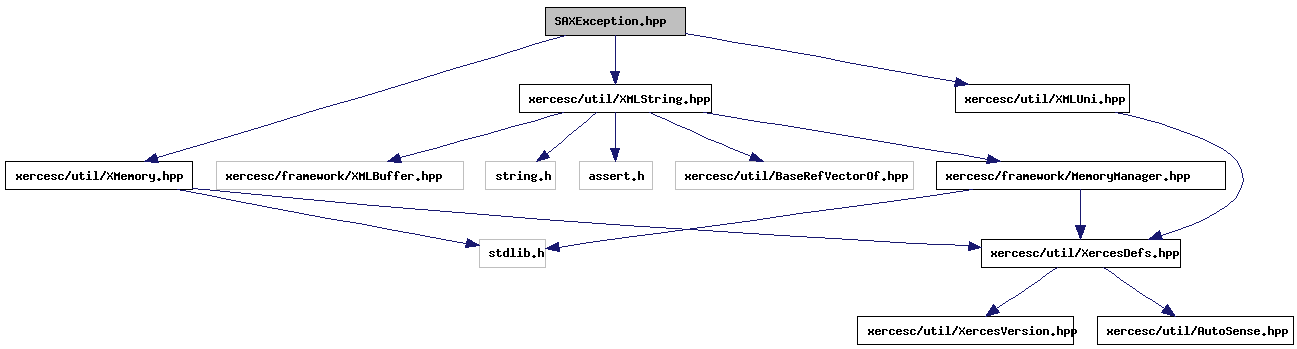 SAXException.hpp
xercesc/util/XMLString.hpp
xercesc/util/XMLUni.hpp
xercesc/util/XMemory.hpp
xercesc/framework/XMLBuffer.hpp
string.h
assert.h
xercesc/util/BaseRefVectorOf.hpp
xercesc/framework/MemoryManager.hpp
stdlib.h
xercesc/util/XercesDefs.hpp
xercesc/util/XercesVersion.hpp
xercesc/util/AutoSense.hpp